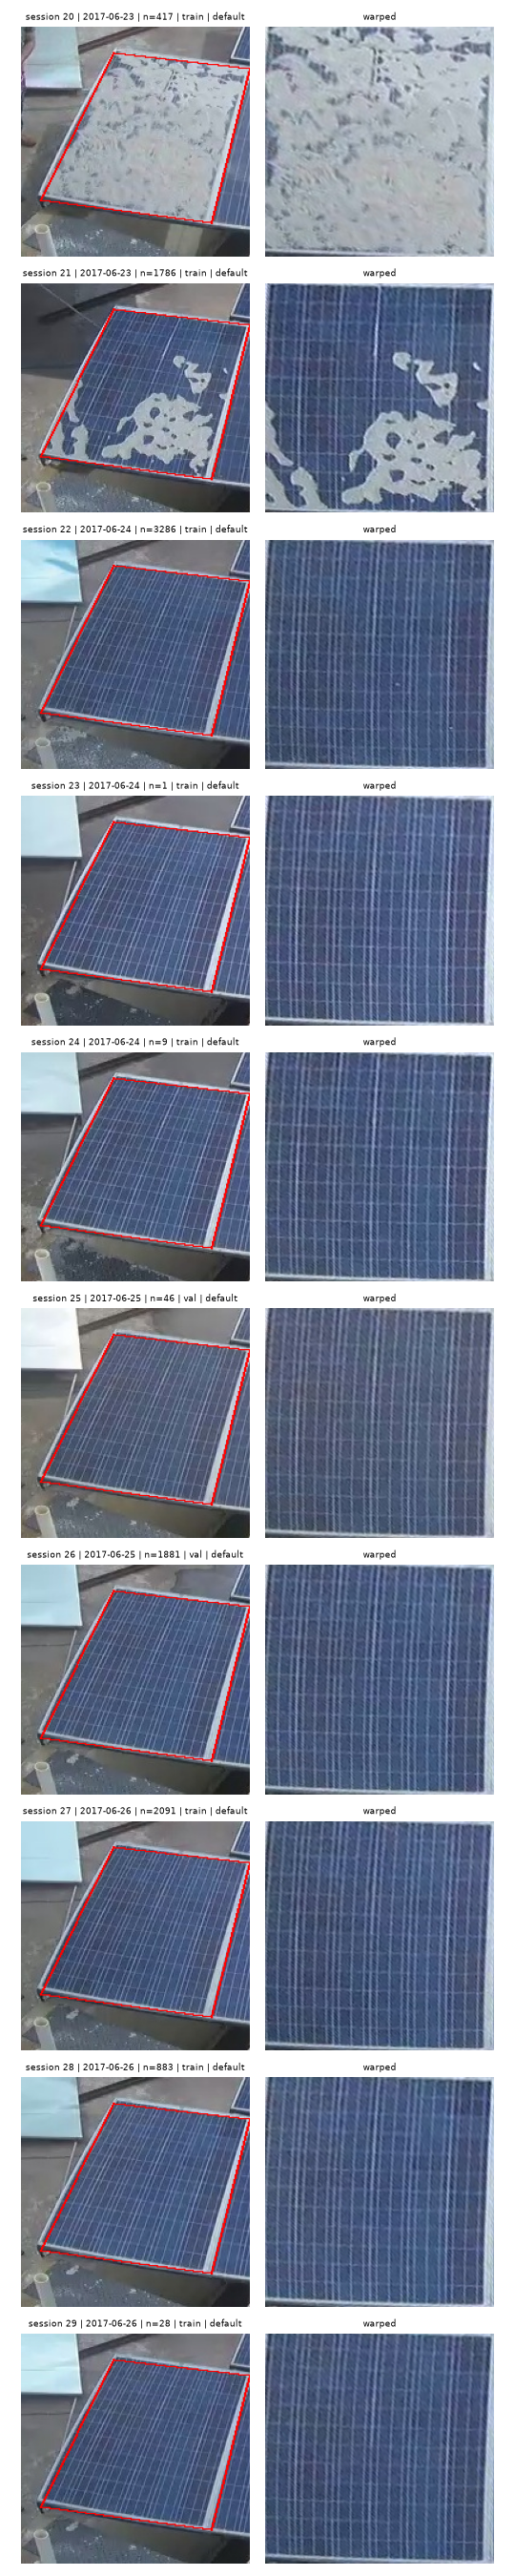 session 20 | 2017-06-23 | n=417 | train | default
warped
session 21 | 2017-06-23 | n=1786 | train | default
warped
session 22 | 2017-06-24 | n=3286 | train | default
warped
session 23 | 2017-06-24 | n=1 | train | default
warped
session 24 | 2017-06-24 | n=9 | train | default
warped
session 25 | 2017-06-25 | n=46 | val | default
warped
session 26 | 2017-06-25 | n=1881 | val | default
warped
session 27 | 2017-06-26 | n=2091 | train | default
warped
session 28 | 2017-06-26 | n=883 | train | default
warped
session 29 | 2017-06-26 | n=28 | train | default
warped